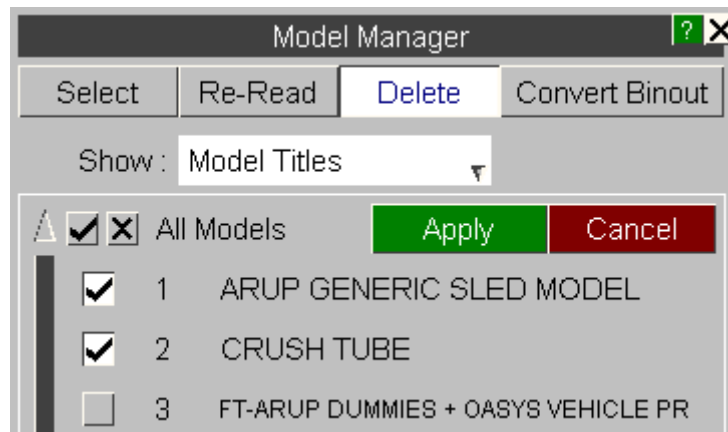 Model Manager ? X
Select Re-Read Delete Convert Binout
Show : Model Titles
All Models Apply Cancel
1 ARUP GENERIC SLED MODEL
2 CRUSH TUBE
3 FT-ARUP DUMMIES + OASYS VEHICLE PR